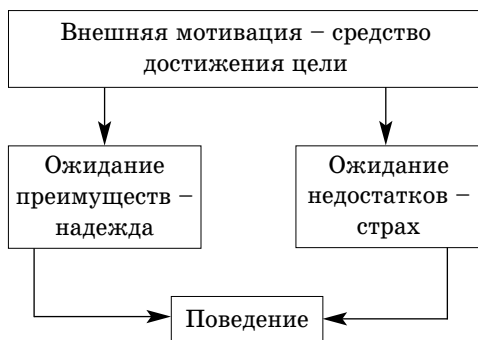 Внешняя мотивация – средство
достижения цели
Ожидание
преимуществ –
надежда
Ожидание
недостатков –
страх
Поведение